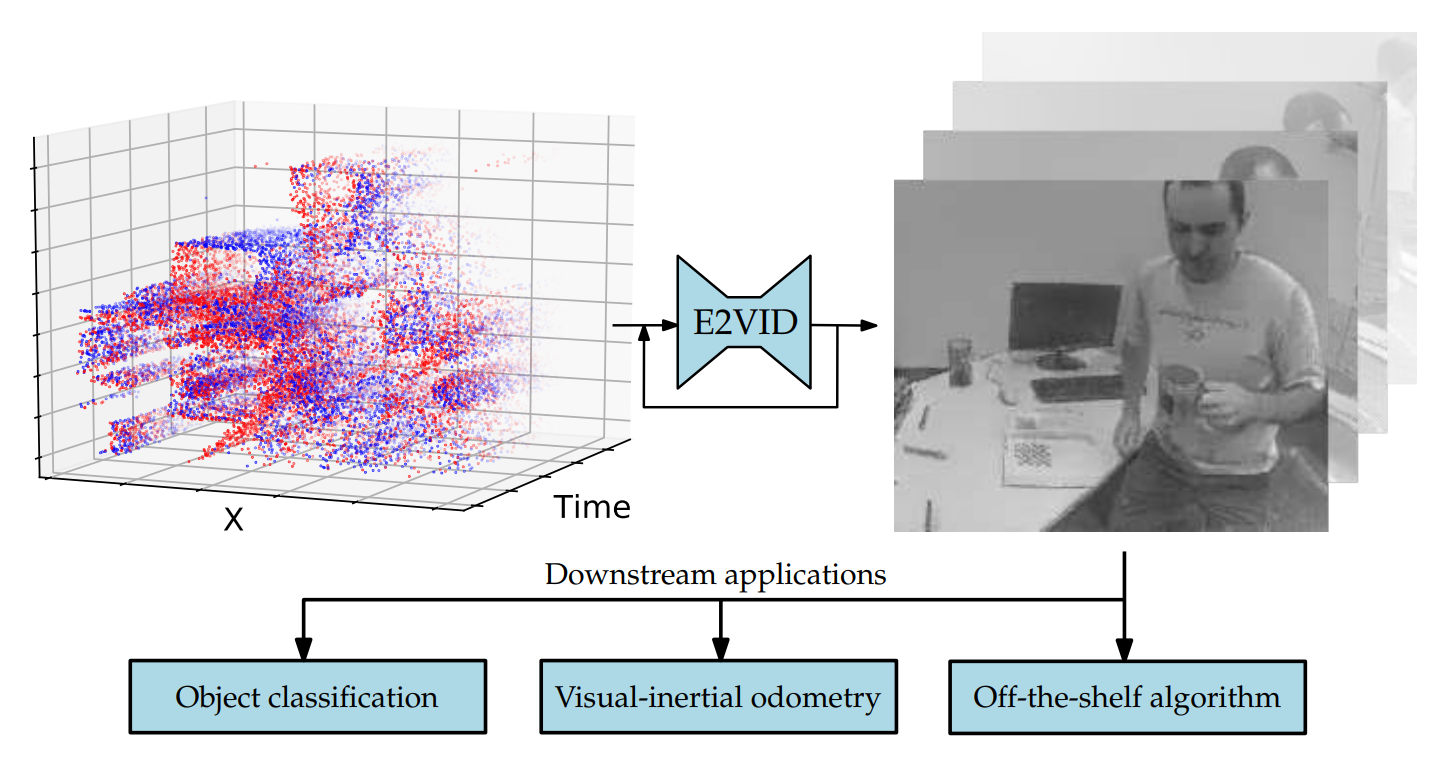 E2VID
X
Time
Downstream applications
Object classification
Visual-inertial odometry
Off-the-shelf algorithm